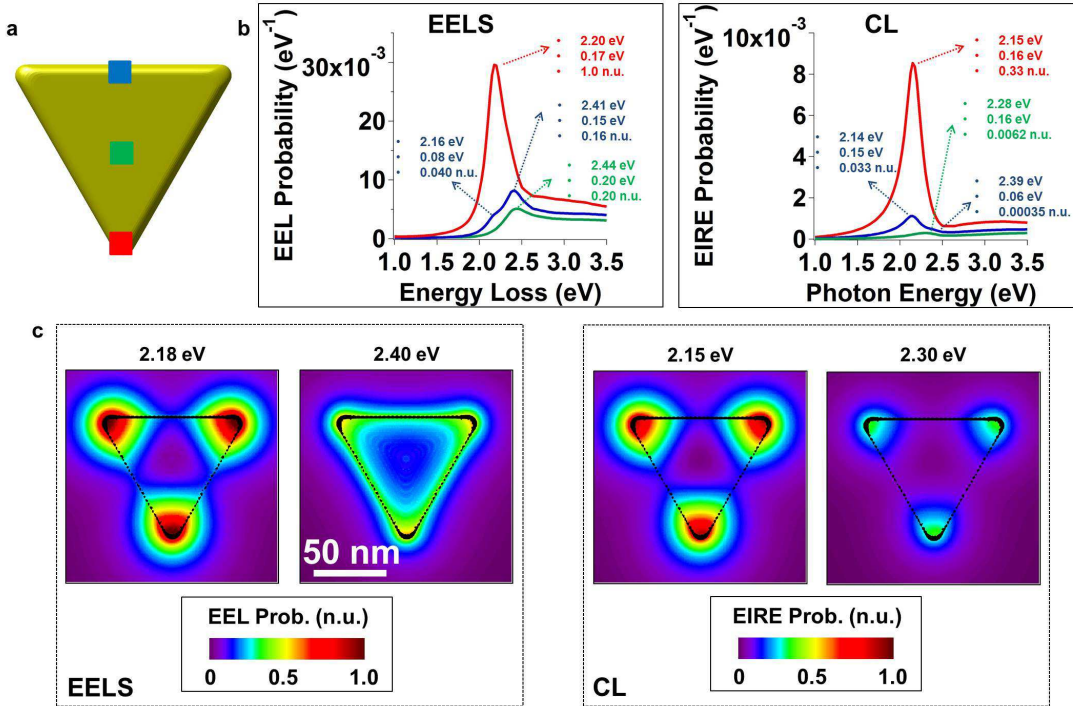 a
b
EELS
EEL Probability (eV-1)
30x10-3
20
10
0
2.20 eV
0.17 eV
1.0 n.u.
2.41 eV
0.15 eV
0.16 n.u.
2.16 eV
0.08 eV
0.040 n.u.
2.44 eV
0.20 eV
0.20 n.u.
1.0 1.5 2.0 2.5 3.0 3.5
Energy Loss (eV)
CL
EIRE Probability (eV-1)
10x10-3
8
6
4
2
0
2.15 eV
0.16 eV
0.33 n.u.
2.28 eV
0.16 eV
0.0062 n.u.
2.14 eV
0.15 eV
0.033 n.u.
2.39 eV
0.06 eV
0.00035 n.u.
1.0 1.5 2.0 2.5 3.0 3.5
Photon Energy (eV)
c
2.18 eV
2.40 eV
50 nm
EEL Prob. (n.u.)
0 0.5 1.0
EELS
2.15 eV
2.30 eV
EIRE Prob. (n.u.)
0 0.5 1.0
CL